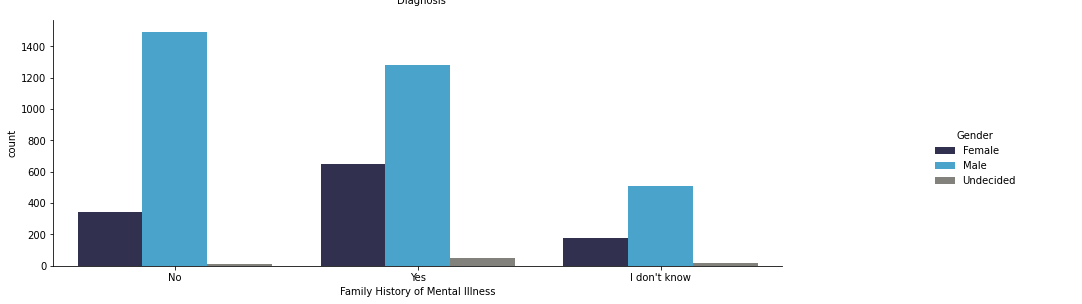 Diagnosis
1400
1200
1000
800
600
400
200
0
count
No
Yes
I don't know
Family History of Mental Illness
Gender
Female
Male
Undecided